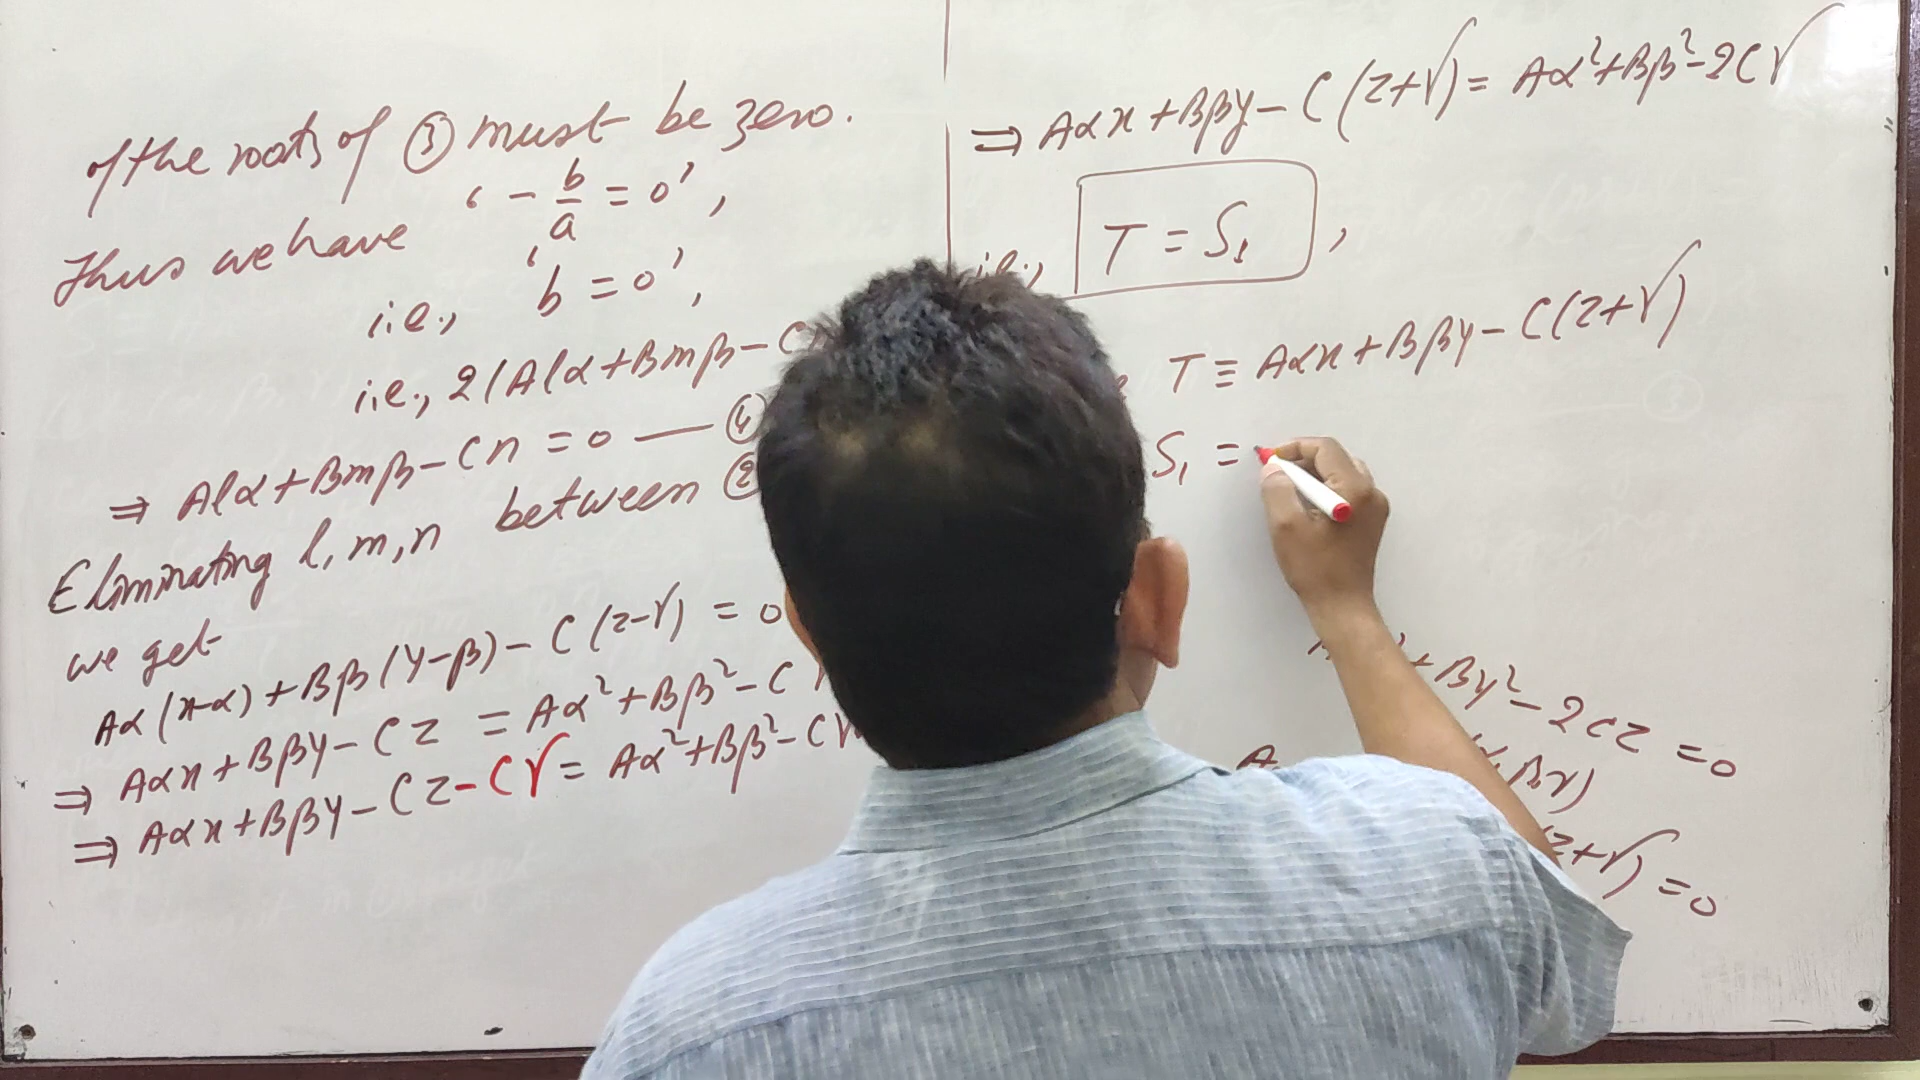 of the roots of ③ must be zero.
Thus we have ' - b/a = 0',
i.e., 'b = 0',
i.e., 2(Alα + Bmβ - C
⇒ Alα + Bmβ - Cn = 0 — ④
Eliminating l, m, n between ②
we get
Aα(x-α) + Bβ(y-β) - C(z-γ) = 0
⇒ Aαx + Bβy - Cz = Aα² + Bβ² - C
⇒ Aαx + Bβy - Cz - Cγ = Aα² + Bβ² - Cγ
⇒ Aαx + Bβy - C(z+γ) = Aα² + Bβ² - 2Cγ
i.e., T = S₁,
T ≡ Aαx + Bβy - C(z+γ)
S₁ =
+ By² - 2Cz = 0
β, γ)
z+γ) = 0